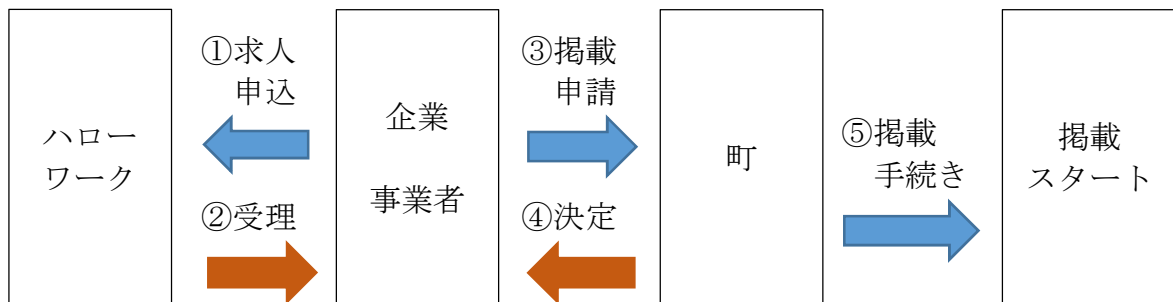 ハロー
ワーク
①求人
申込
②受理
企業
事業者
③掲載
申請
④決定
町
⑤掲載
手続き
掲載
スタート